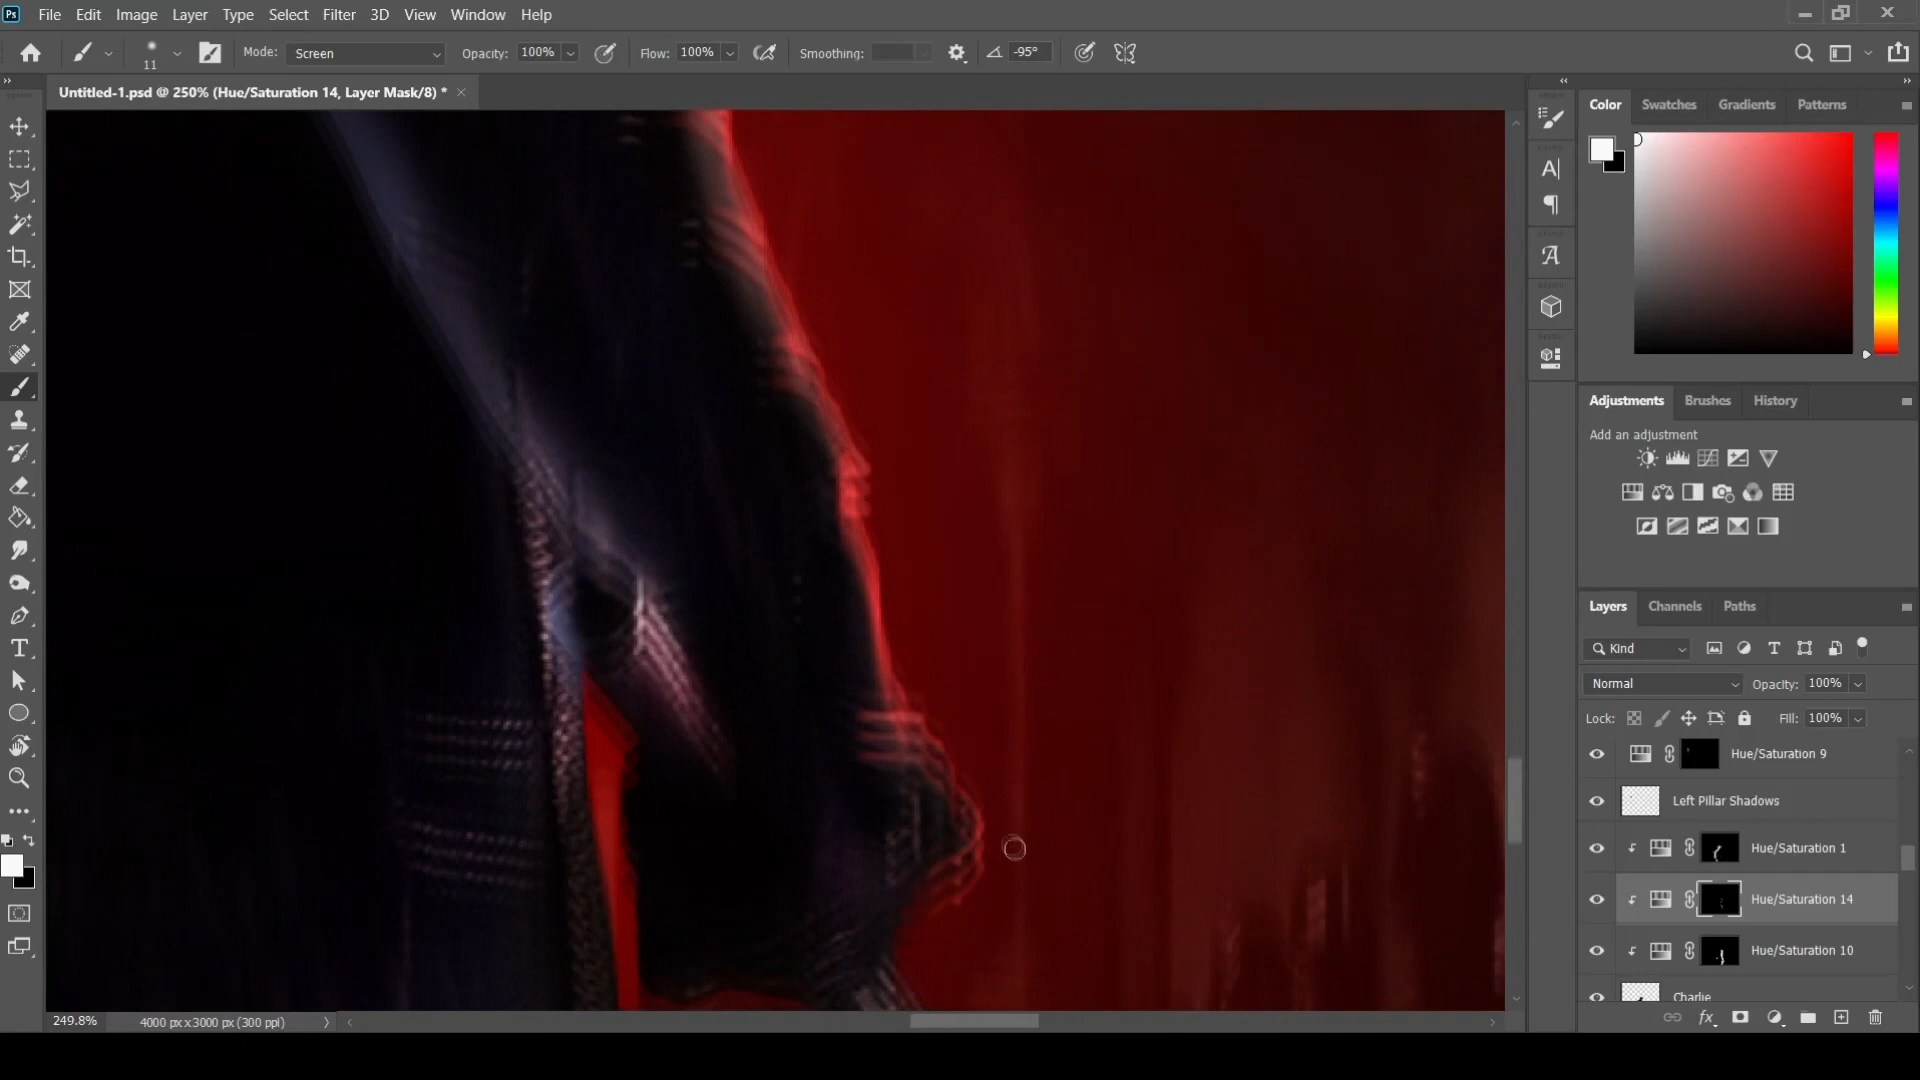 Ps File Edit Image Layer Type Select Filter 3D View Window Help
11 Mode: Screen Opacity: 100% Flow: 100% Smoothing: -95°
Untitled-1.psd @ 250% (Hue/Saturation 14, Layer Mask/8) *
Color Swatches Gradients Patterns
Adjustments Brushes History
Add an adjustment
Layers Channels Paths
Kind
Normal Opacity: 100%
Lock: Fill: 100%
Hue/Saturation 9
Left Pillar Shadows
Hue/Saturation 1
Hue/Saturation 14
Hue/Saturation 10
Charlie
249.8% 4000 px x 3000 px (300 ppi)